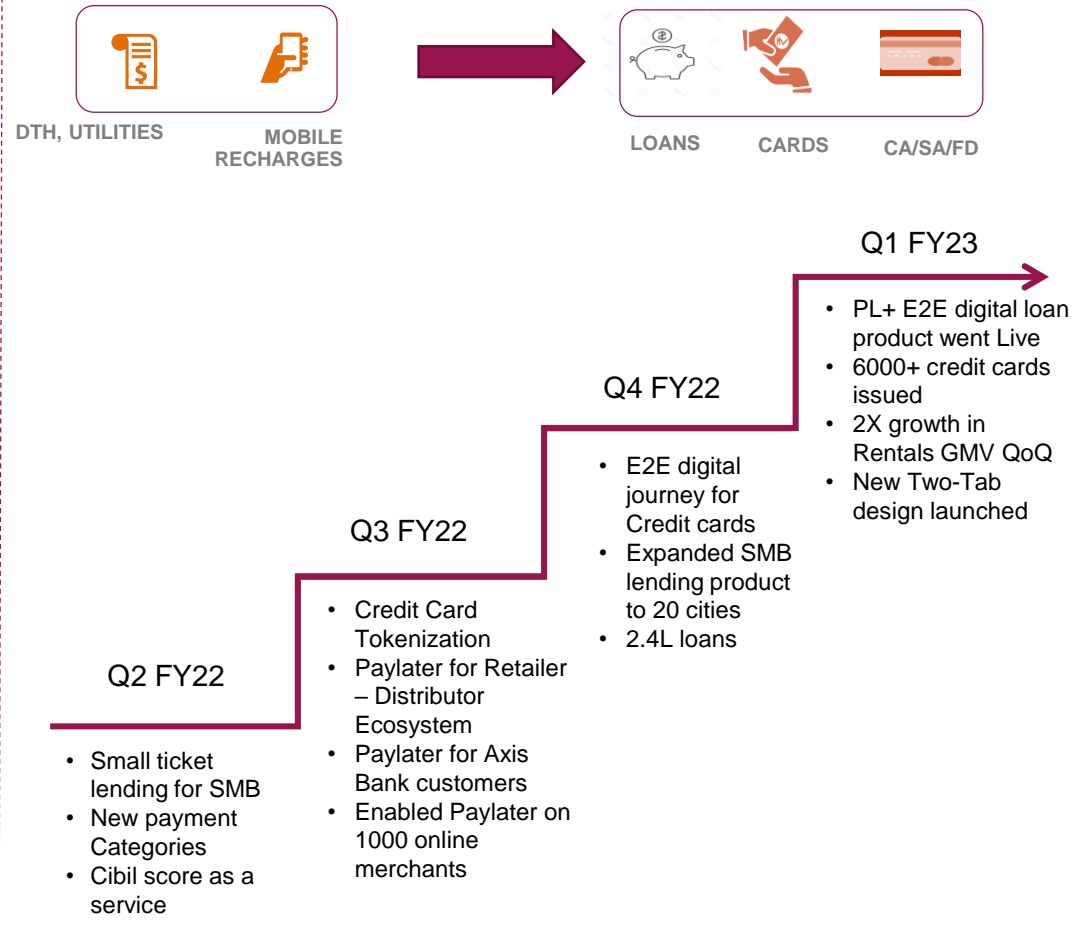 DTH, UTILITIES
MOBILE
RECHARGES
LOANS
CARDS
CA/SA/FD
Q1 FY23
• PL+ E2E digital loan
product went Live
• 6000+ credit cards
issued
• 2X growth in
Rentals GMV QoQ
• New Two-Tab
design launched
Q4 FY22
• E2E digital
journey for
Credit cards
• Expanded SMB
lending product
to 20 cities
• 2.4L loans
Q3 FY22
• Credit Card
Tokenization
• Paylater for Retailer
– Distributor
Ecosystem
• Paylater for Axis
Bank customers
• Enabled Paylater on
1000 online
merchants
Q2 FY22
• Small ticket
lending for SMB
• New payment
Categories
• Cibil score as a
service